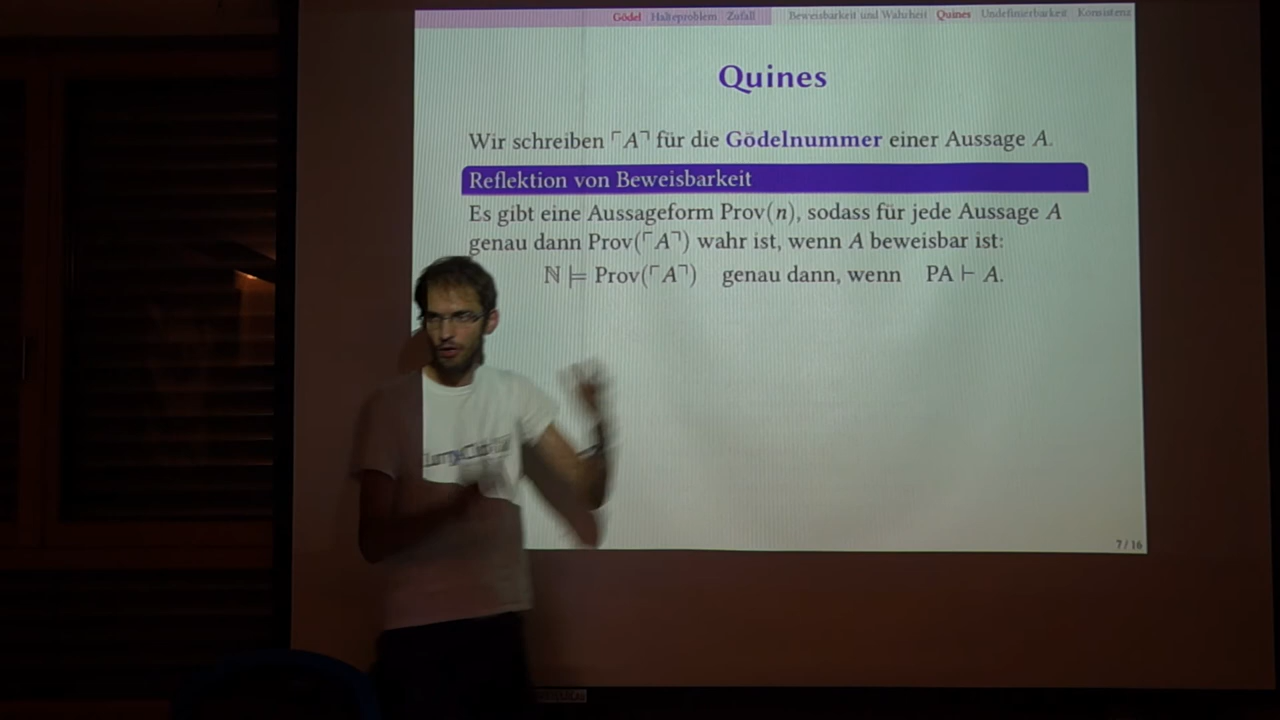 Gödel Halteproblem Zufall Beweisbarkeit und Wahrheit Quines Undefinierbarkeit Konsistenz
Quines
Wir schreiben ⌜A⌝ für die Gödelnummer einer Aussage A.
Reflektion von Beweisbarkeit
Es gibt eine Aussageform Prov(n), sodass für jede Aussage A
genau dann Prov(⌜A⌝) wahr ist, wenn A beweisbar ist:
ℕ ⊨ Prov(⌜A⌝) genau dann, wenn PA ⊢ A.
7 / 16